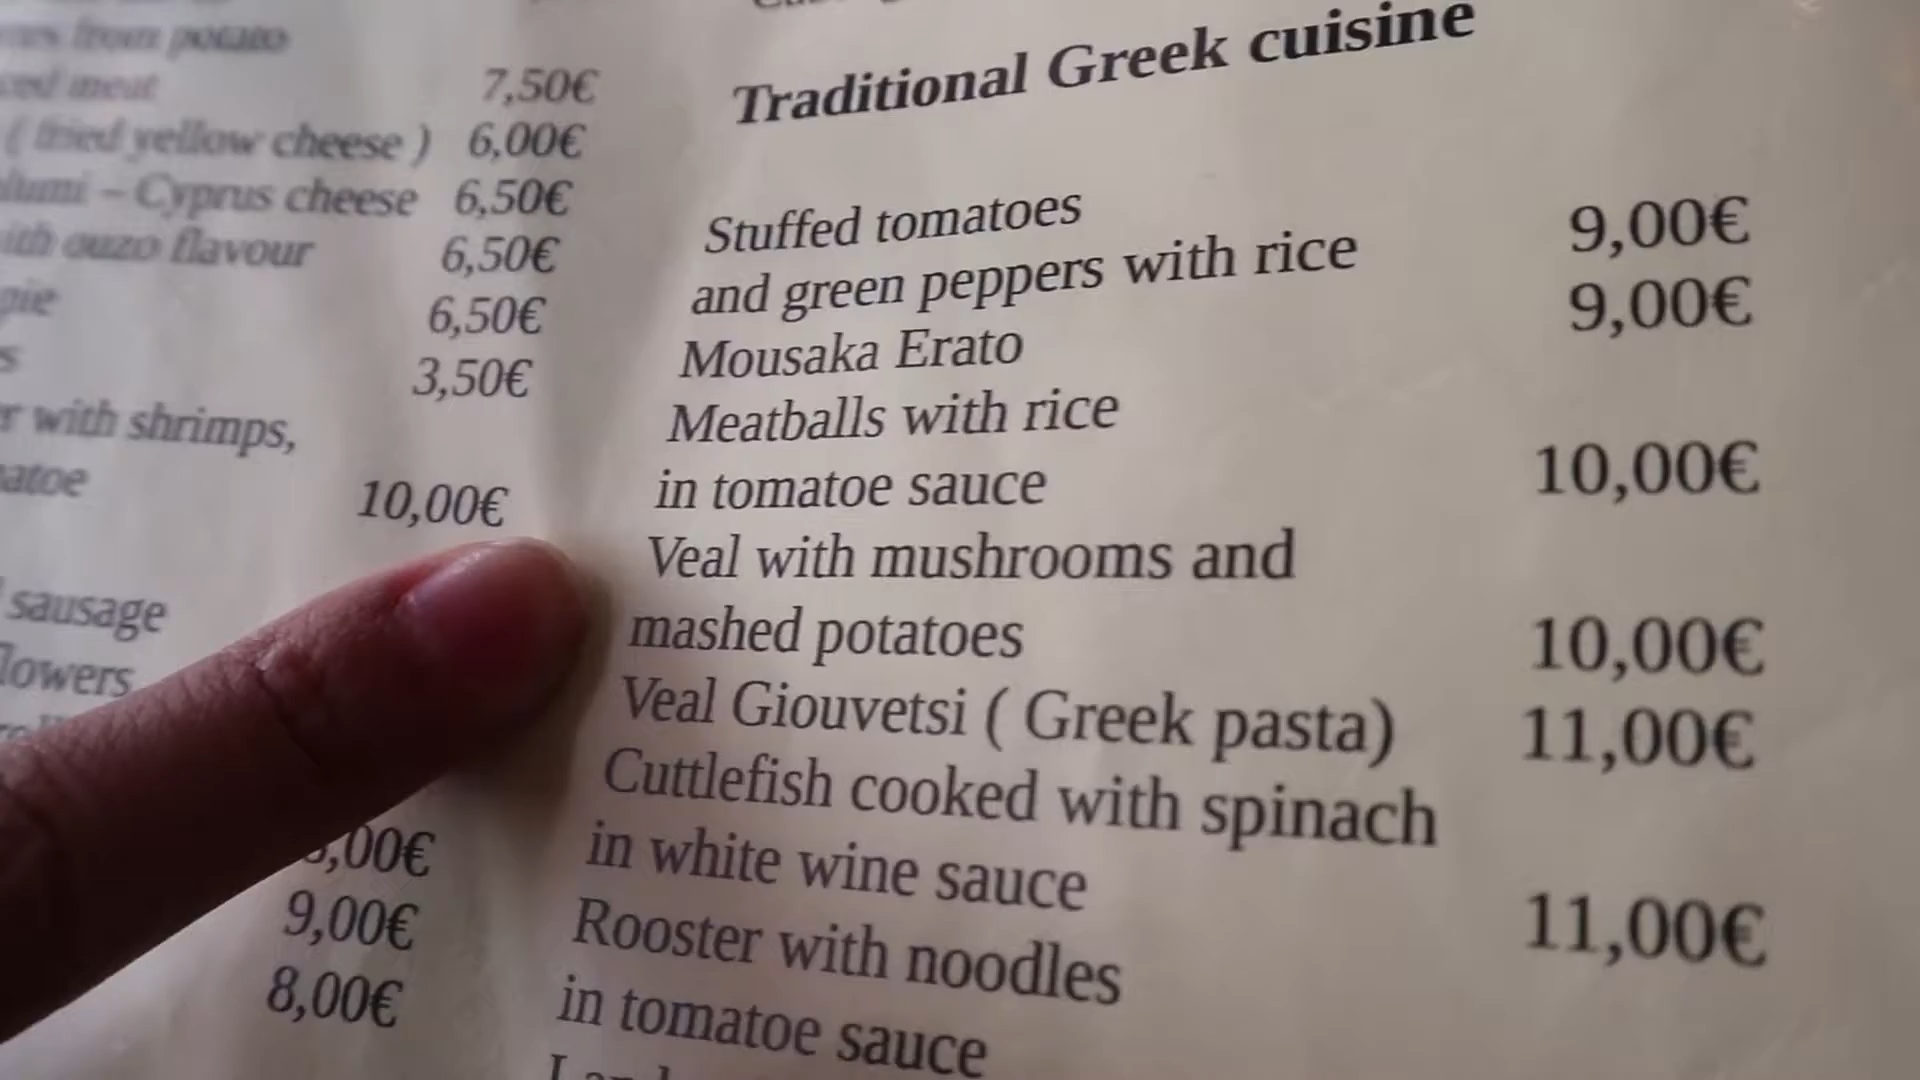 from potato
meat 7,50€
( fried yellow cheese ) 6,00€
– Cyprus cheese 6,50€
ouzo flavour 6,50€
6,50€
3,50€
with shrimps,
10,00€
sausage
,00€
9,00€
8,00€
Traditional Greek cuisine
Stuffed tomatoes
and green peppers with rice 9,00€
Mousaka Erato 9,00€
Meatballs with rice
in tomatoe sauce 10,00€
Veal with mushrooms and
mashed potatoes 10,00€
Veal Giouvetsi ( Greek pasta) 11,00€
Cuttlefish cooked with spinach
in white wine sauce 11,00€
Rooster with noodles
in tomatoe sauce